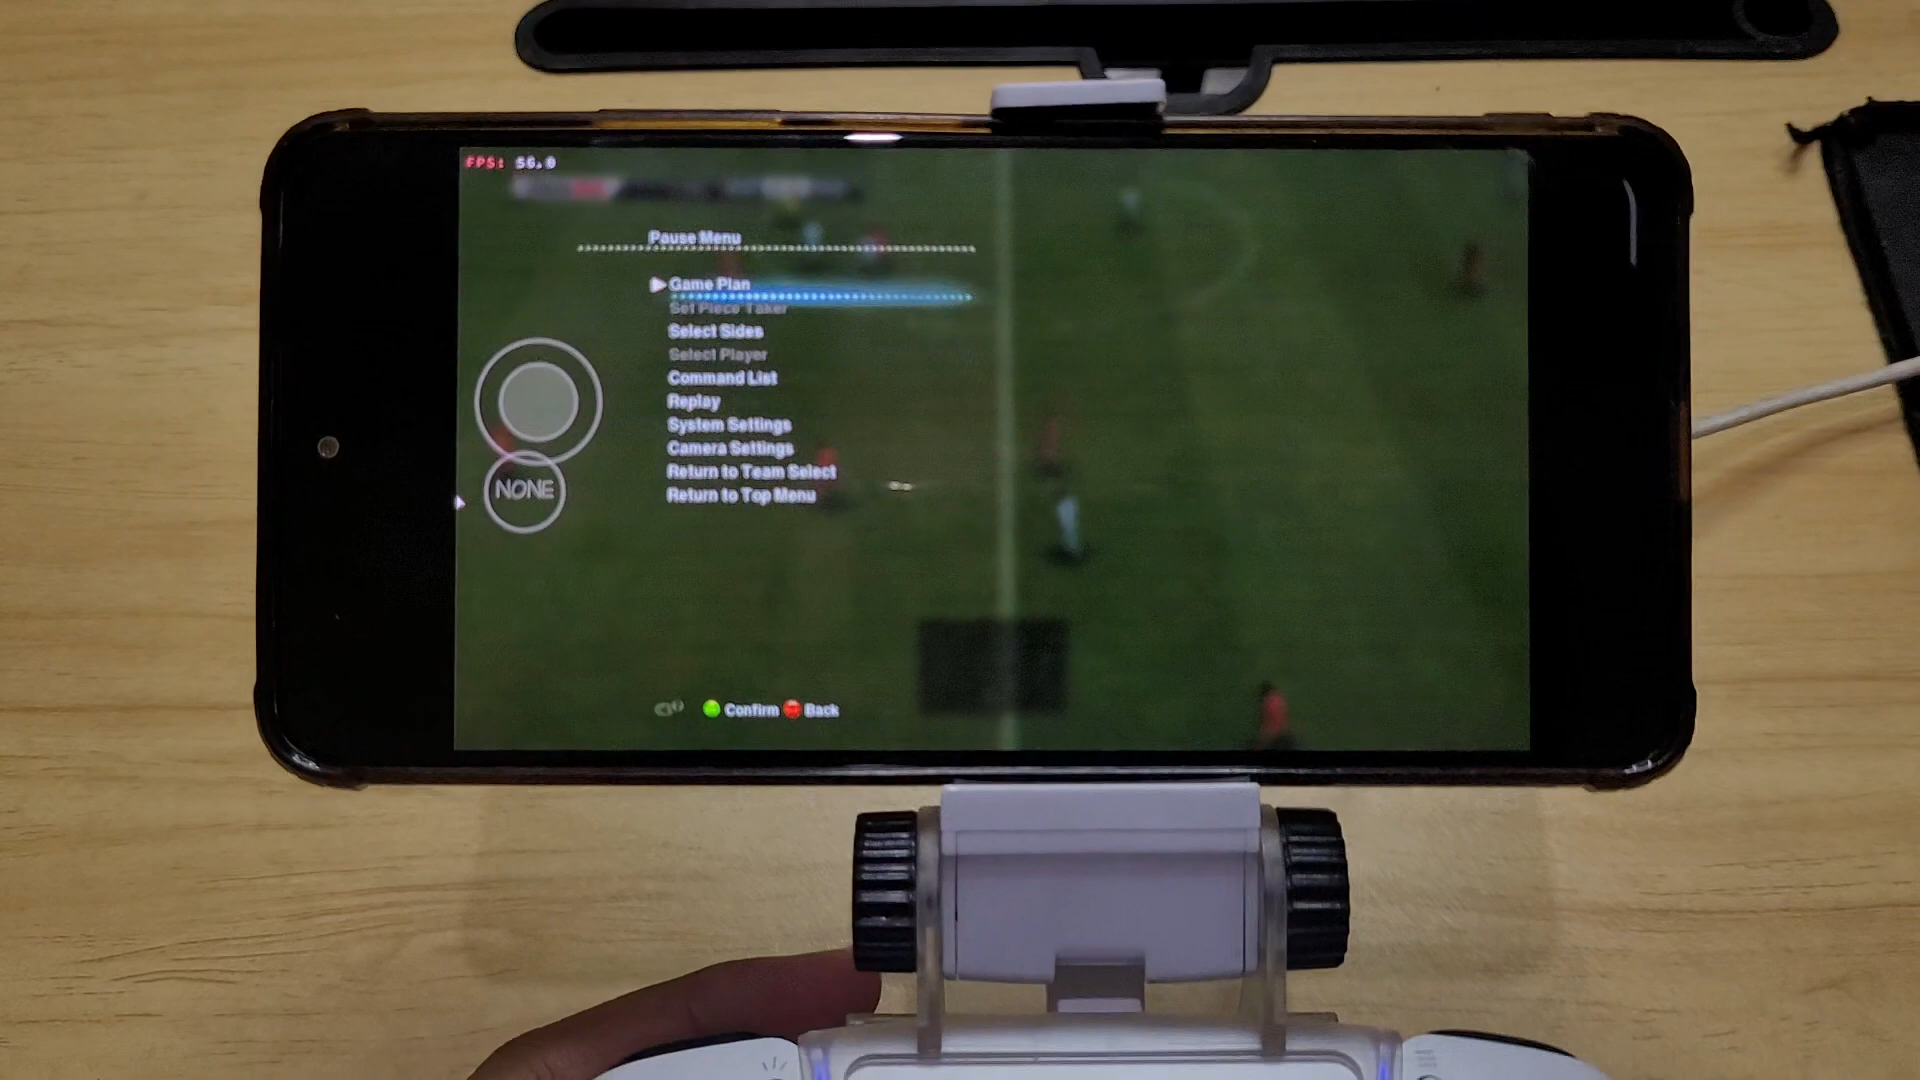 FPS: 56.0
Pause Menu
Game Plan
Set Piece Taker
Select Sides
Select Player
Command List
Replay
System Settings
Camera Settings
Return to Team Select
Return to Top Menu
NONE
Confirm Back